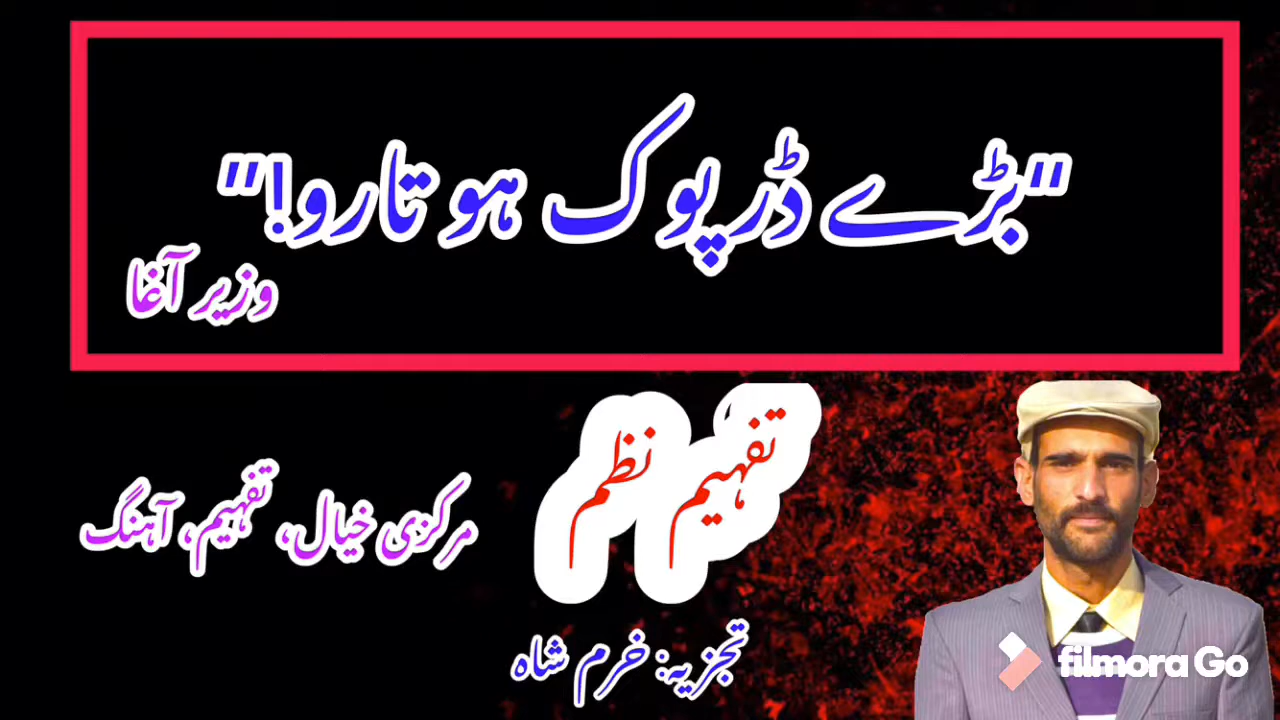 "بڑے ڈرپوک ہو تارو!"
وزیر آغا
تفہیم نظم
مرکزی خیال، تفہیم، آہنگ
تجزیہ: خرم شاہ
filmora Go